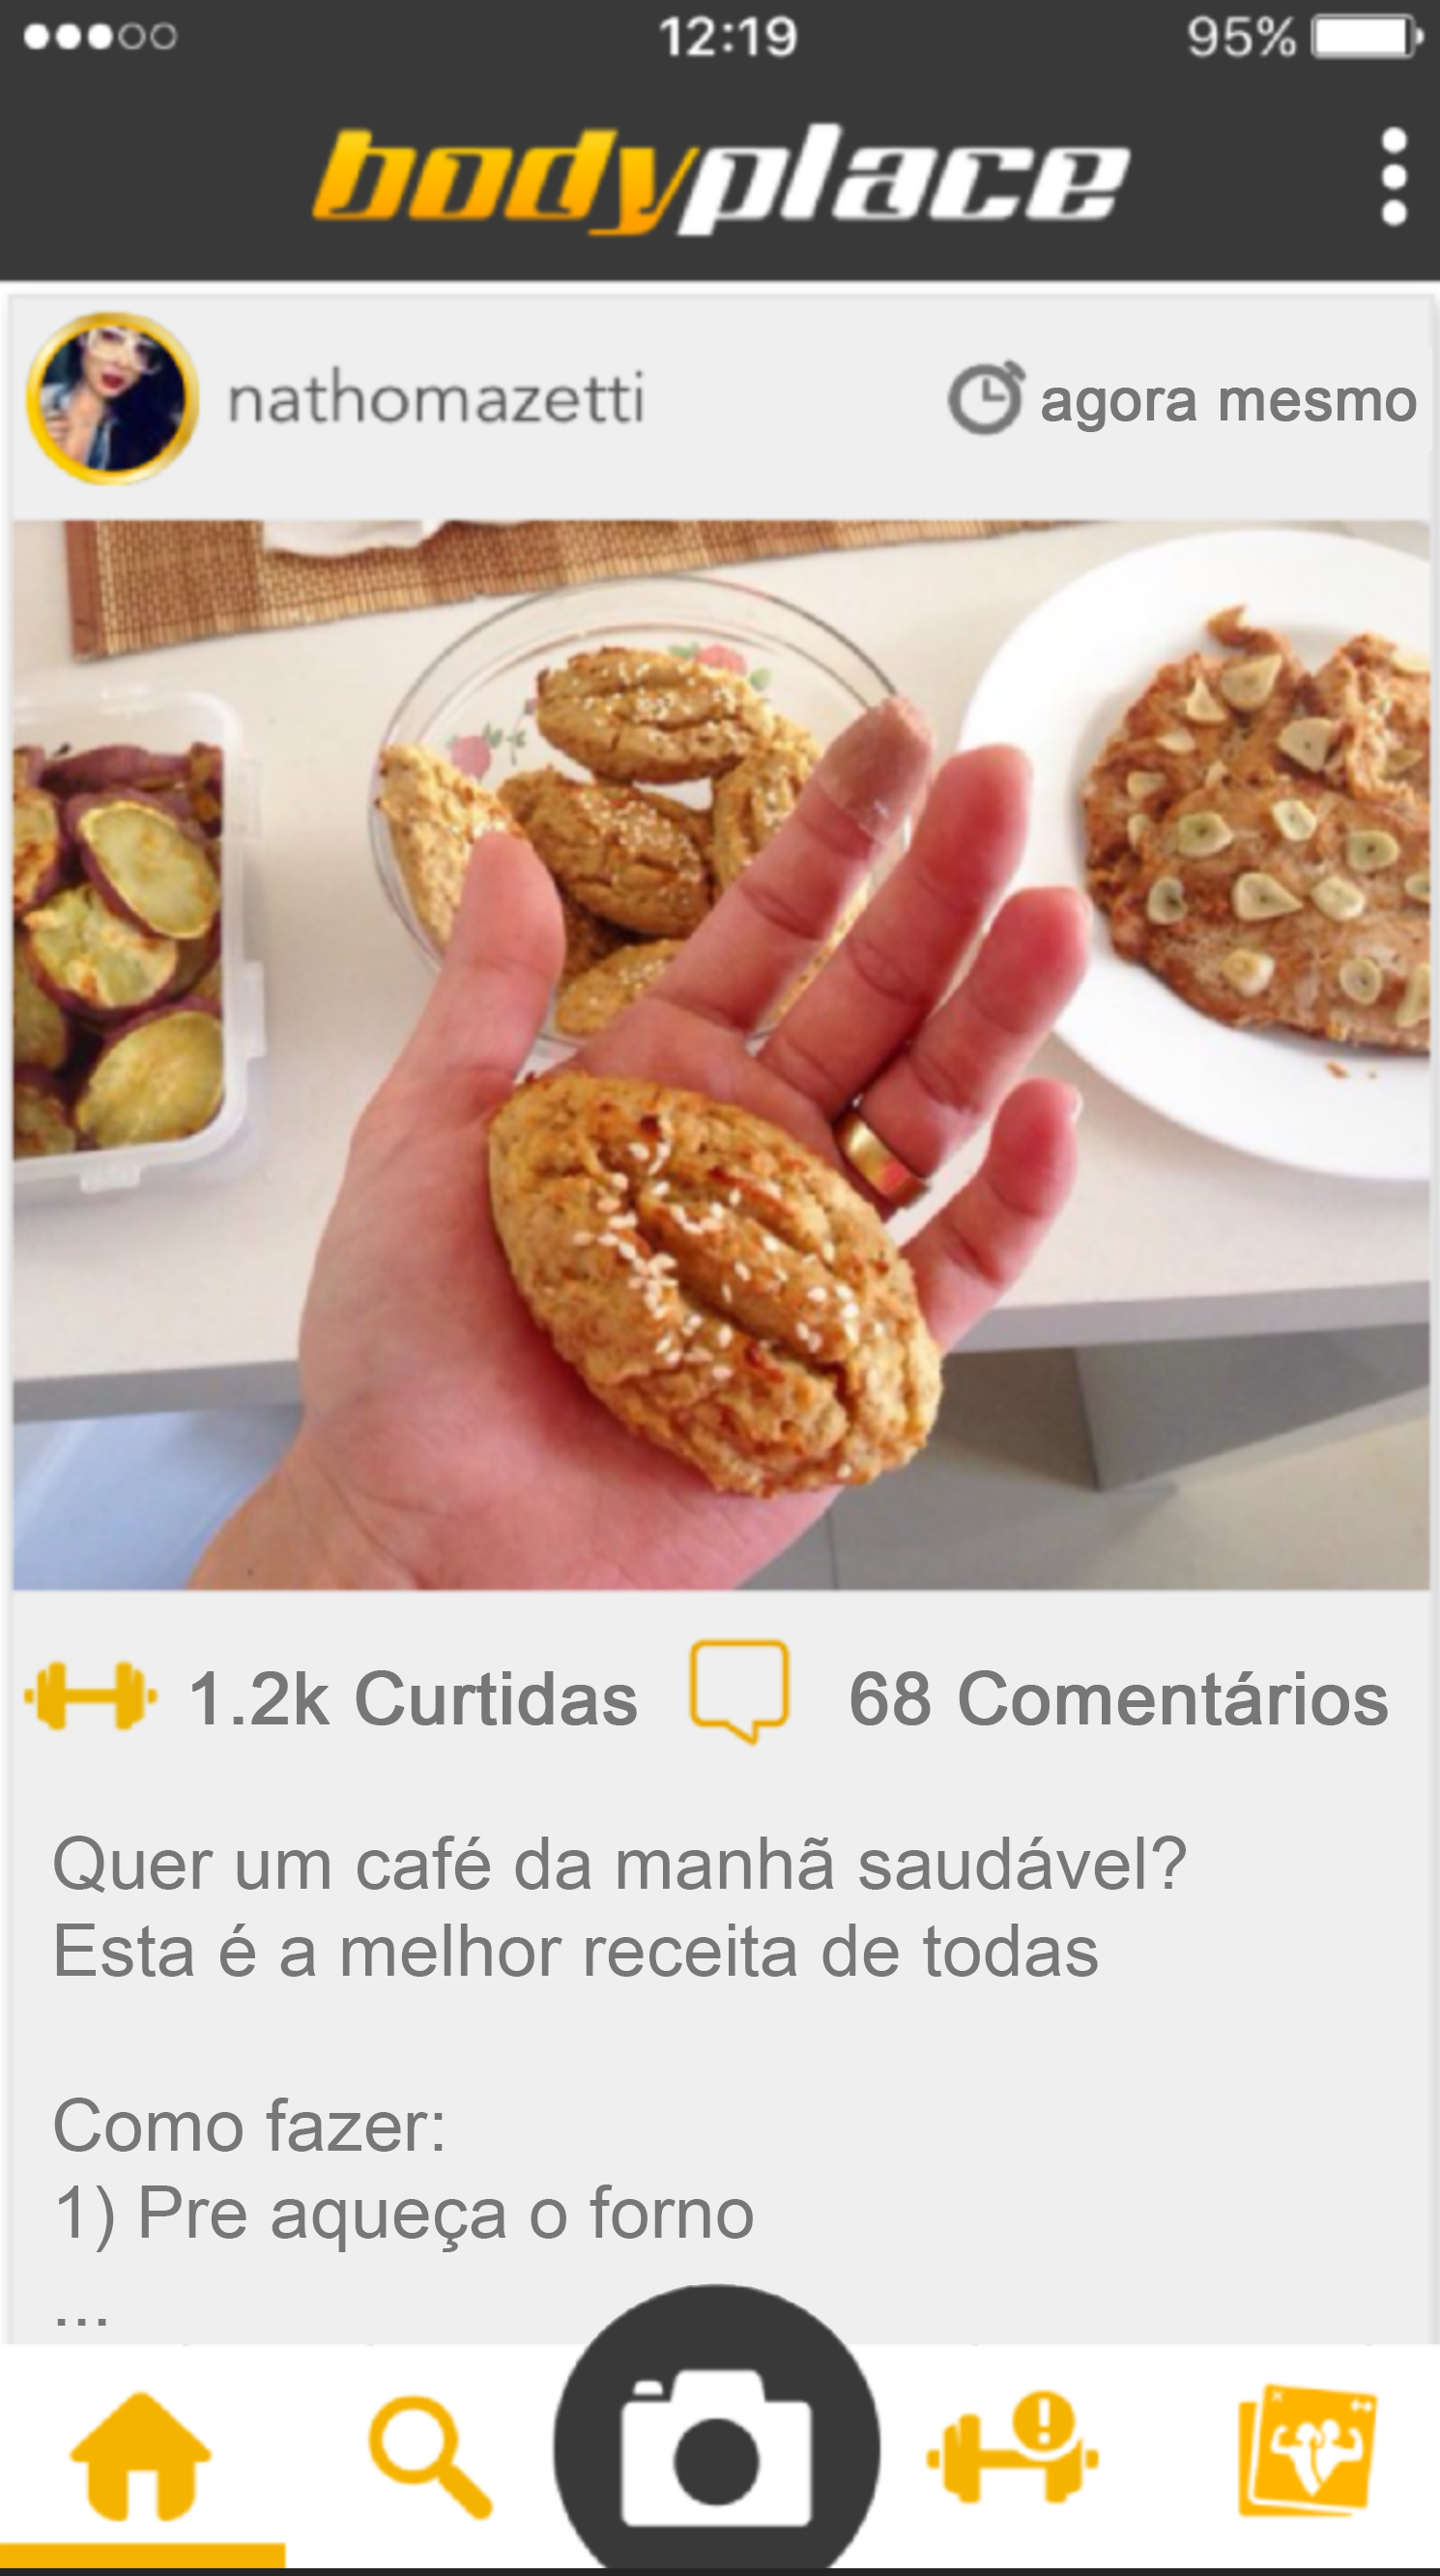 12:19
95%
bodyplace
nathomazetti
agora mesmo
1.2k Curtidas
68 Comentários
Quer um café da manhã saudável?
Esta é a melhor receita de todas
Como fazer:
1) Pre aqueça o forno
...